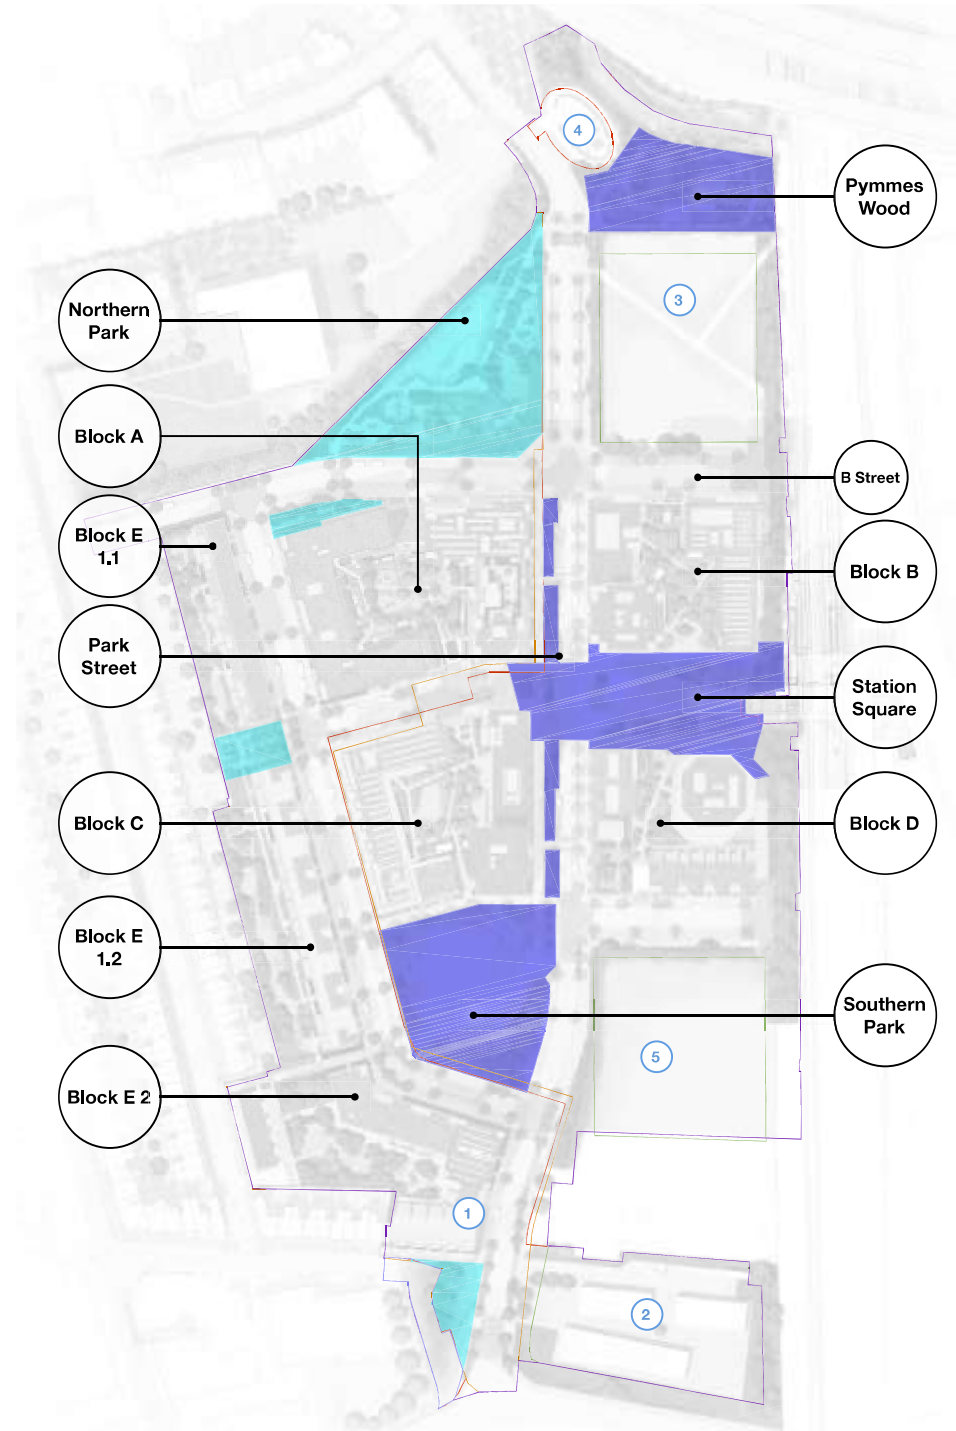 4
Pymmes
Wood
3
Northern
Park
Block A
B Street
Block E
1.1
Block B
Park
Street
Station
Square
Block C
Block D
Block E
1.2
Southern
Park
5
Block E 2
1
2